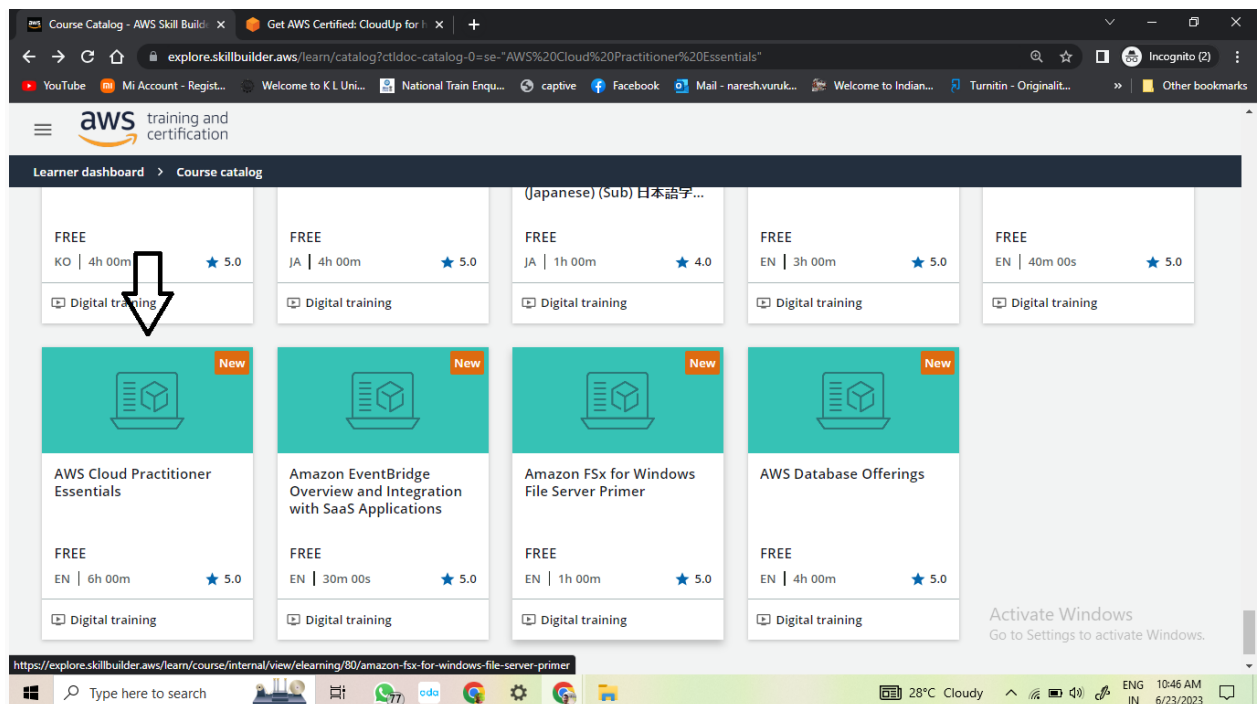 Course Catalog - AWS Skill Builde
Get AWS Certified: CloudUp for h
explore.skillbuilder.aws/learn/catalog?ctldoc-catalog-0=se-"AWS%20Cloud%20Practitioner%20Essentials"
Incognito (2)
YouTube Mi Account - Regist... Welcome to K L Uni... National Train Enqu... captive Facebook Mail - naresh.vuruk... Welcome to Indian... Turnitin - Originalit... » Other bookmarks
aws training and
certification
Learner dashboard > Course catalog
(Japanese) (Sub) 日本語字...
FREE FREE FREE FREE FREE
KO | 4h 00m 5.0 JA | 4h 00m 5.0 JA | 1h 00m 4.0 EN | 3h 00m 5.0 EN | 40m 00s 5.0
Digital training Digital training Digital training Digital training Digital training
New New New New
AWS Cloud Practitioner
Essentials
Amazon EventBridge
Overview and Integration
with SaaS Applications
Amazon FSx for Windows
File Server Primer
AWS Database Offerings
FREE FREE FREE FREE
EN | 6h 00m 5.0 EN | 30m 00s 5.0 EN | 1h 00m 5.0 EN | 4h 00m 5.0
Digital training Digital training Digital training Digital training
Activate Windows
Go to Settings to activate Windows.
https://explore.skillbuilder.aws/learn/course/internal/view/elearning/80/amazon-fsx-for-windows-file-server-primer
Type here to search
77
oda
28°C Cloudy
ENG
IN
10:46 AM
6/23/2023